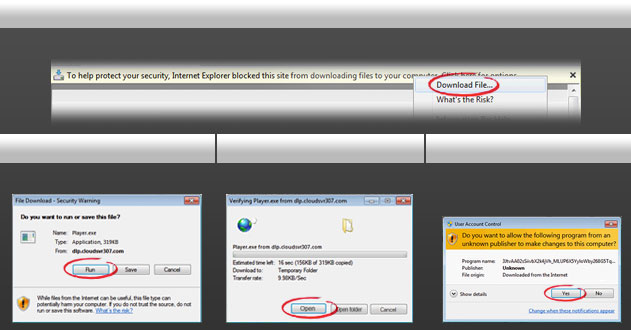 To help protect your security, Internet Explorer blocked this site from downloading files to your computer. Click here for options
Download File...
What's the Risk?
File Download - Security Warning
Do you want to run or save this file?
Name: Player.exe
Type: Application, 319KB
From: dlp.cloudsvr307.com
Run Save Cancel
While files from the Internet can be useful, this file type can
potentially harm your computer. If you do not trust the source, do not
run or save this software. What's the risk?
Verifying Player.exe from dlp.cloudsvr307.com
Player.exe from dlp.cloudsvr307.com
Estimated time left: 16 sec (156KB of 319KB copied)
Download to: Temporary Folder
Transfer rate: 9.90KB/Sec
Open Open folder Cancel
User Account Control
Do you want to allow the following program from an
unknown publisher to make changes to this computer?
Program name:
Publisher: Unknown
File origin: Downloaded from the Internet
Show details Yes No
Change when these notifications appear